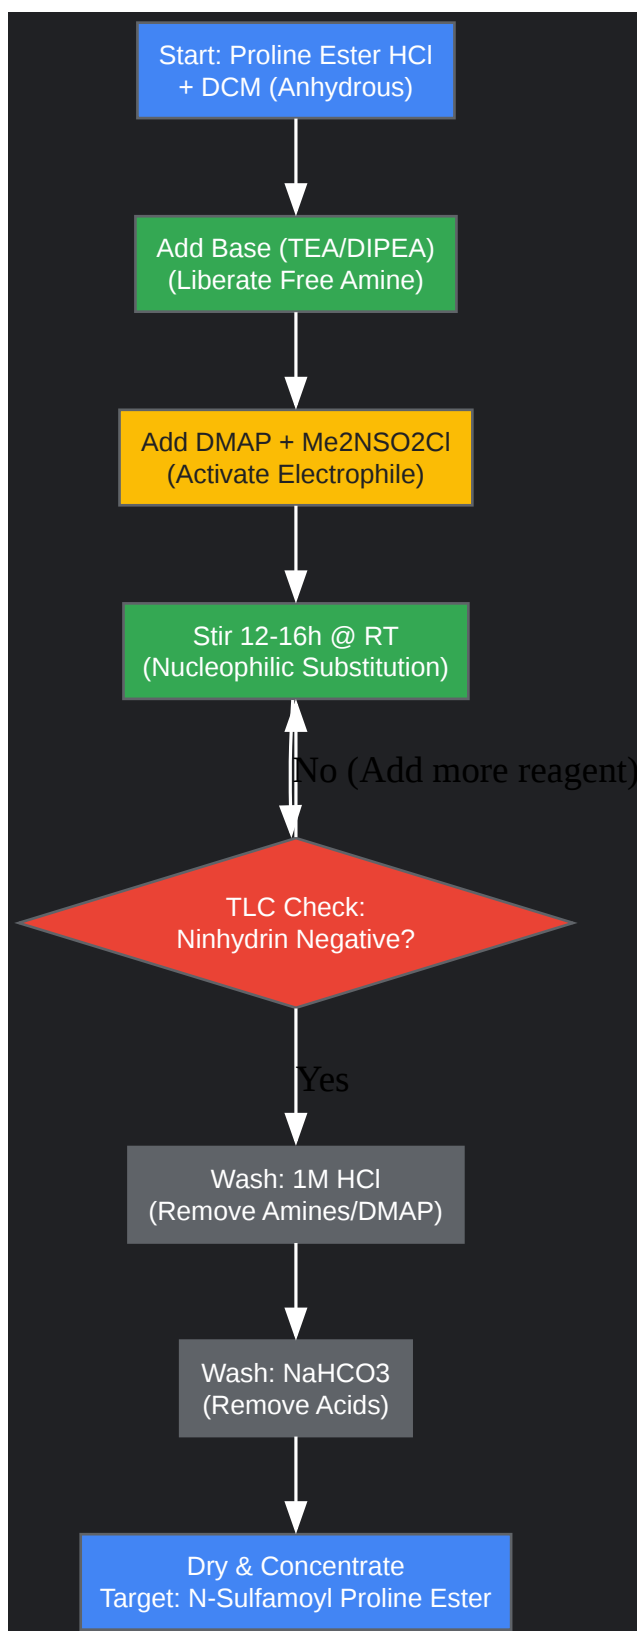 Start: Proline Ester HCl
+ DCM (Anhydrous)
Add Base (TEA/DIPEA)
(Liberate Free Amine)
Add DMAP + Me2NSO2Cl
(Activate Electrophile)
Stir 12-16h @ RT
(Nucleophilic Substitution)
No (Add more reagent)
TLC Check:
Ninhydrin Negative?
Yes
Wash: 1M HCl
(Remove Amines/DMAP)
Wash: NaHCO3
(Remove Acids)
Dry & Concentrate
Target: N-Sulfamoyl Proline Ester